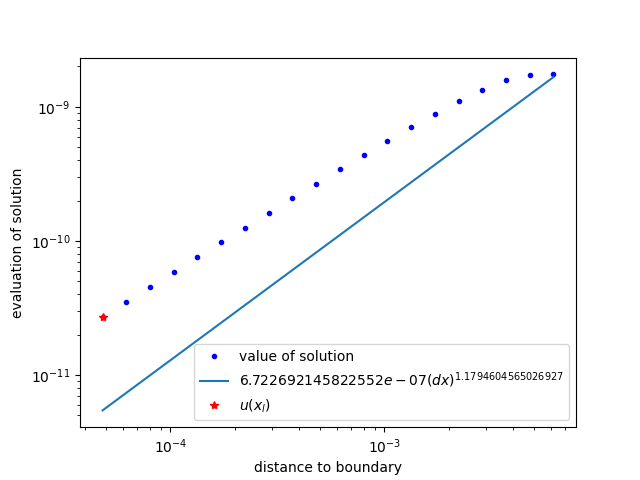 10⁻⁹
10⁻¹⁰
10⁻¹¹
evaluation of solution
value of solution
6.722692145822552e − 07(dx)^1.1794604565026927
u(x_l)
10⁻⁴
10⁻³
distance to boundary